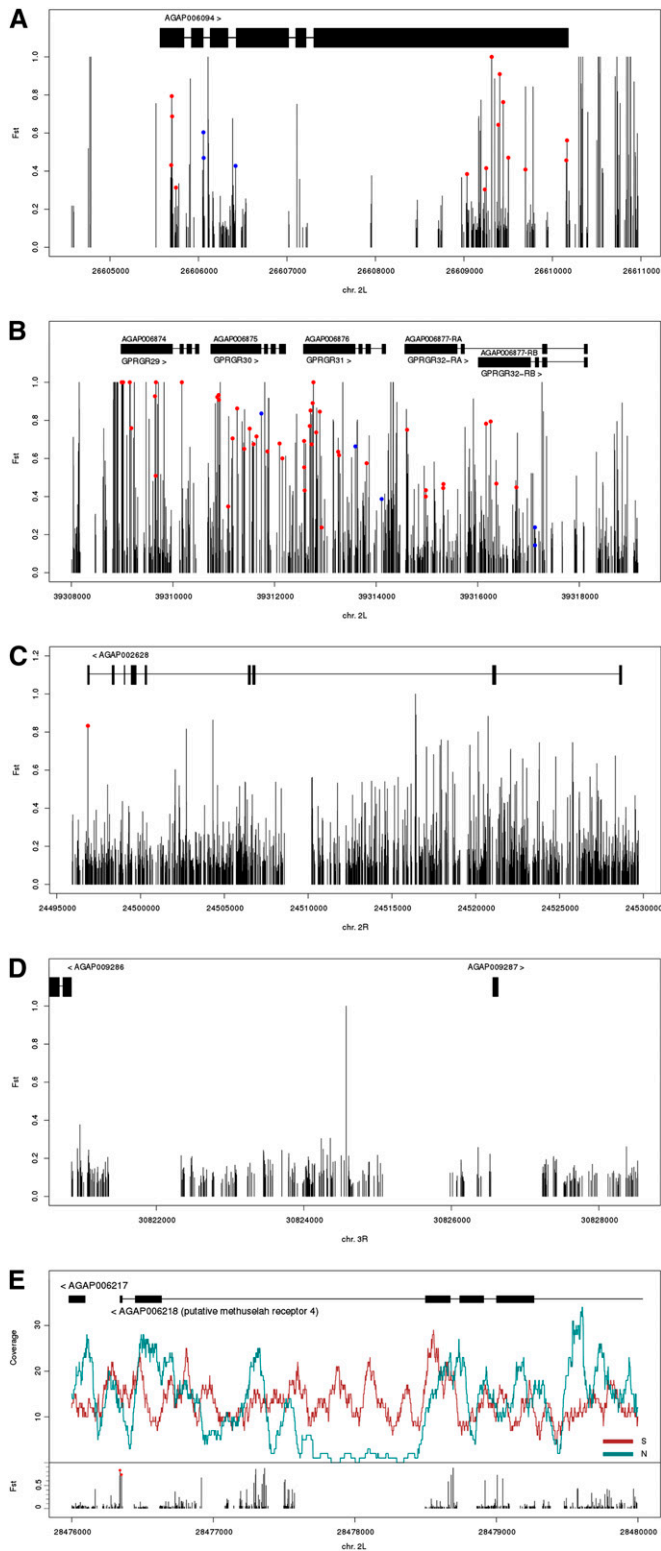 A
AGAP006094 >
Fst
1.0
0.8
0.6
0.4
0.2
0.0
26605000 26606000 26607000 26608000 26609000 26610000 26611000
chr. 2L
B
AGAP006874 AGAP006875 AGAP006876 AGAP006877-RA
GPRGR29 > GPRGR30 > GPRGR31 > GPRGR32-RA > AGAP006877-RB
GPRGR32-RB >
Fst
1.0
0.8
0.6
0.4
0.2
0.0
39308000 39310000 39312000 39314000 39316000 39318000
chr. 2L
C
< AGAP002628
Fst
1.2
1.0
0.8
0.6
0.4
0.2
0.0
24495000 24500000 24505000 24510000 24515000 24520000 24525000 24530000
chr. 2R
D
< AGAP009286 AGAP009287 >
Fst
1.0
0.8
0.6
0.4
0.2
0.0
30822000 30824000 30826000 30828000
chr. 3R
E
< AGAP006217
< AGAP006218 (putative methuselah receptor 4)
Coverage
30
20
10
S
N
Fst
0.5
0
28476000 28477000 28478000 28479000 28480000
chr. 2L